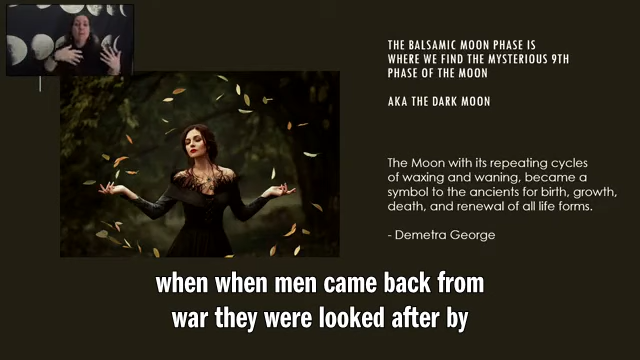 THE BALSAMIC MOON PHASE IS
WHERE WE FIND THE MYSTERIOUS 9TH
PHASE OF THE MOON
AKA THE DARK MOON
The Moon with its repeating cycles
of waxing and waning, became a
symbol to the ancients for birth, growth,
death, and renewal of all life forms.
- Demetra George
when when men came back from
war they were looked after by